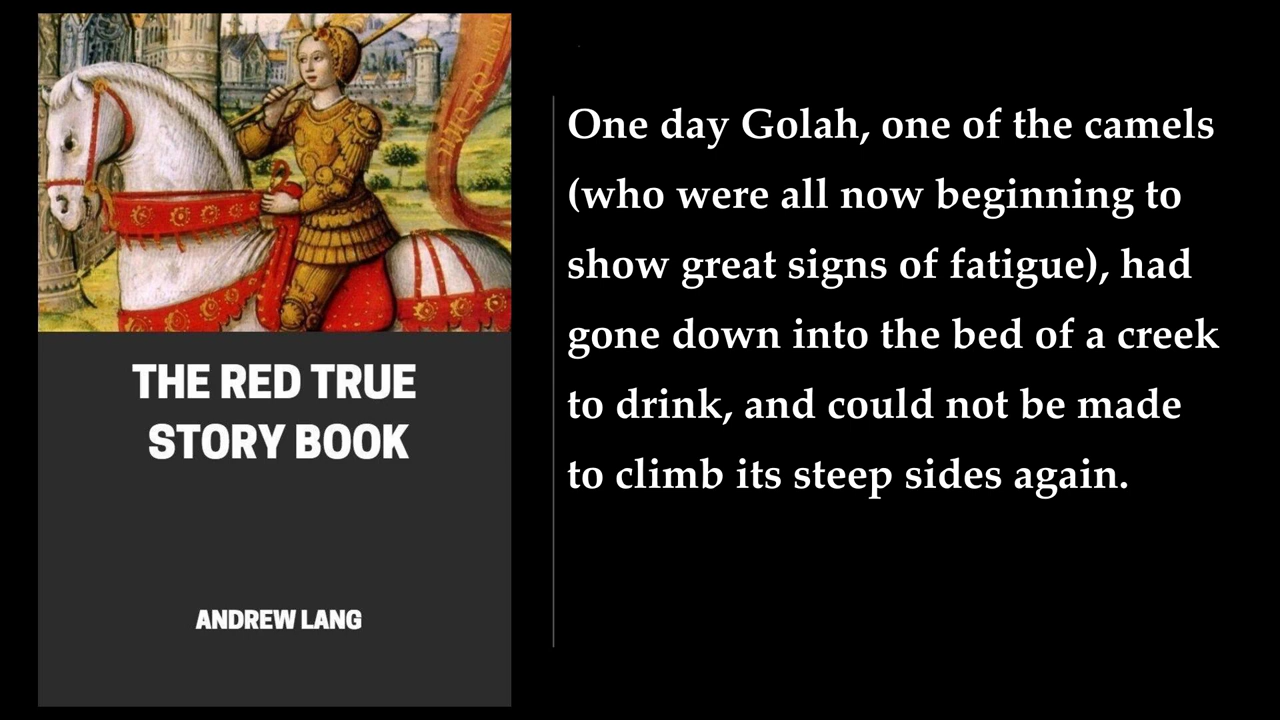 THE RED TRUE
STORY BOOK
ANDREW LANG
One day Golah, one of the camels
(who were all now beginning to
show great signs of fatigue), had
gone down into the bed of a creek
to drink, and could not be made
to climb its steep sides again.